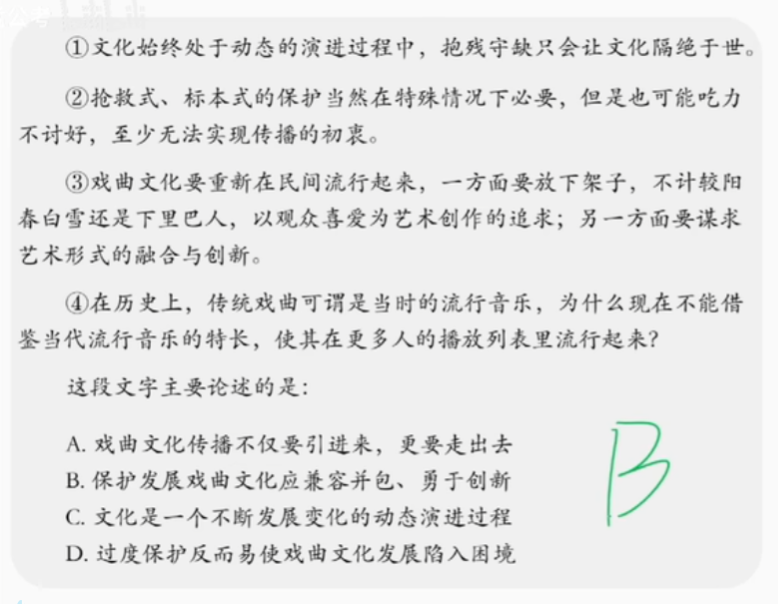 ①文化始终处于动态的演进过程中，抱残守缺只会让文化隔绝于世。
②抢救式、标本式的保护当然在特殊情况下必要，但是也可能吃力
不讨好，至少无法实现传播的初衷。
③戏曲文化要重新在民间流行起来，一方面要放下架子，不计较阳
春白雪还是下里巴人，以观众喜爱为艺术创作的追求；另一方面要谋求
艺术形式的融合与创新。
④在历史上，传统戏曲可谓是当时的流行音乐，为什么现在不能借
鉴当代流行音乐的特长，使其在更多人的播放列表里流行起来？
这段文字主要论述的是：
A. 戏曲文化传播不仅要引进来，更要走出去
B. 保护发展戏曲文化应兼容并包、勇于创新
C. 文化是一个不断发展变化的动态演进过程
D. 过度保护反而易使戏曲文化发展陷入困境
B